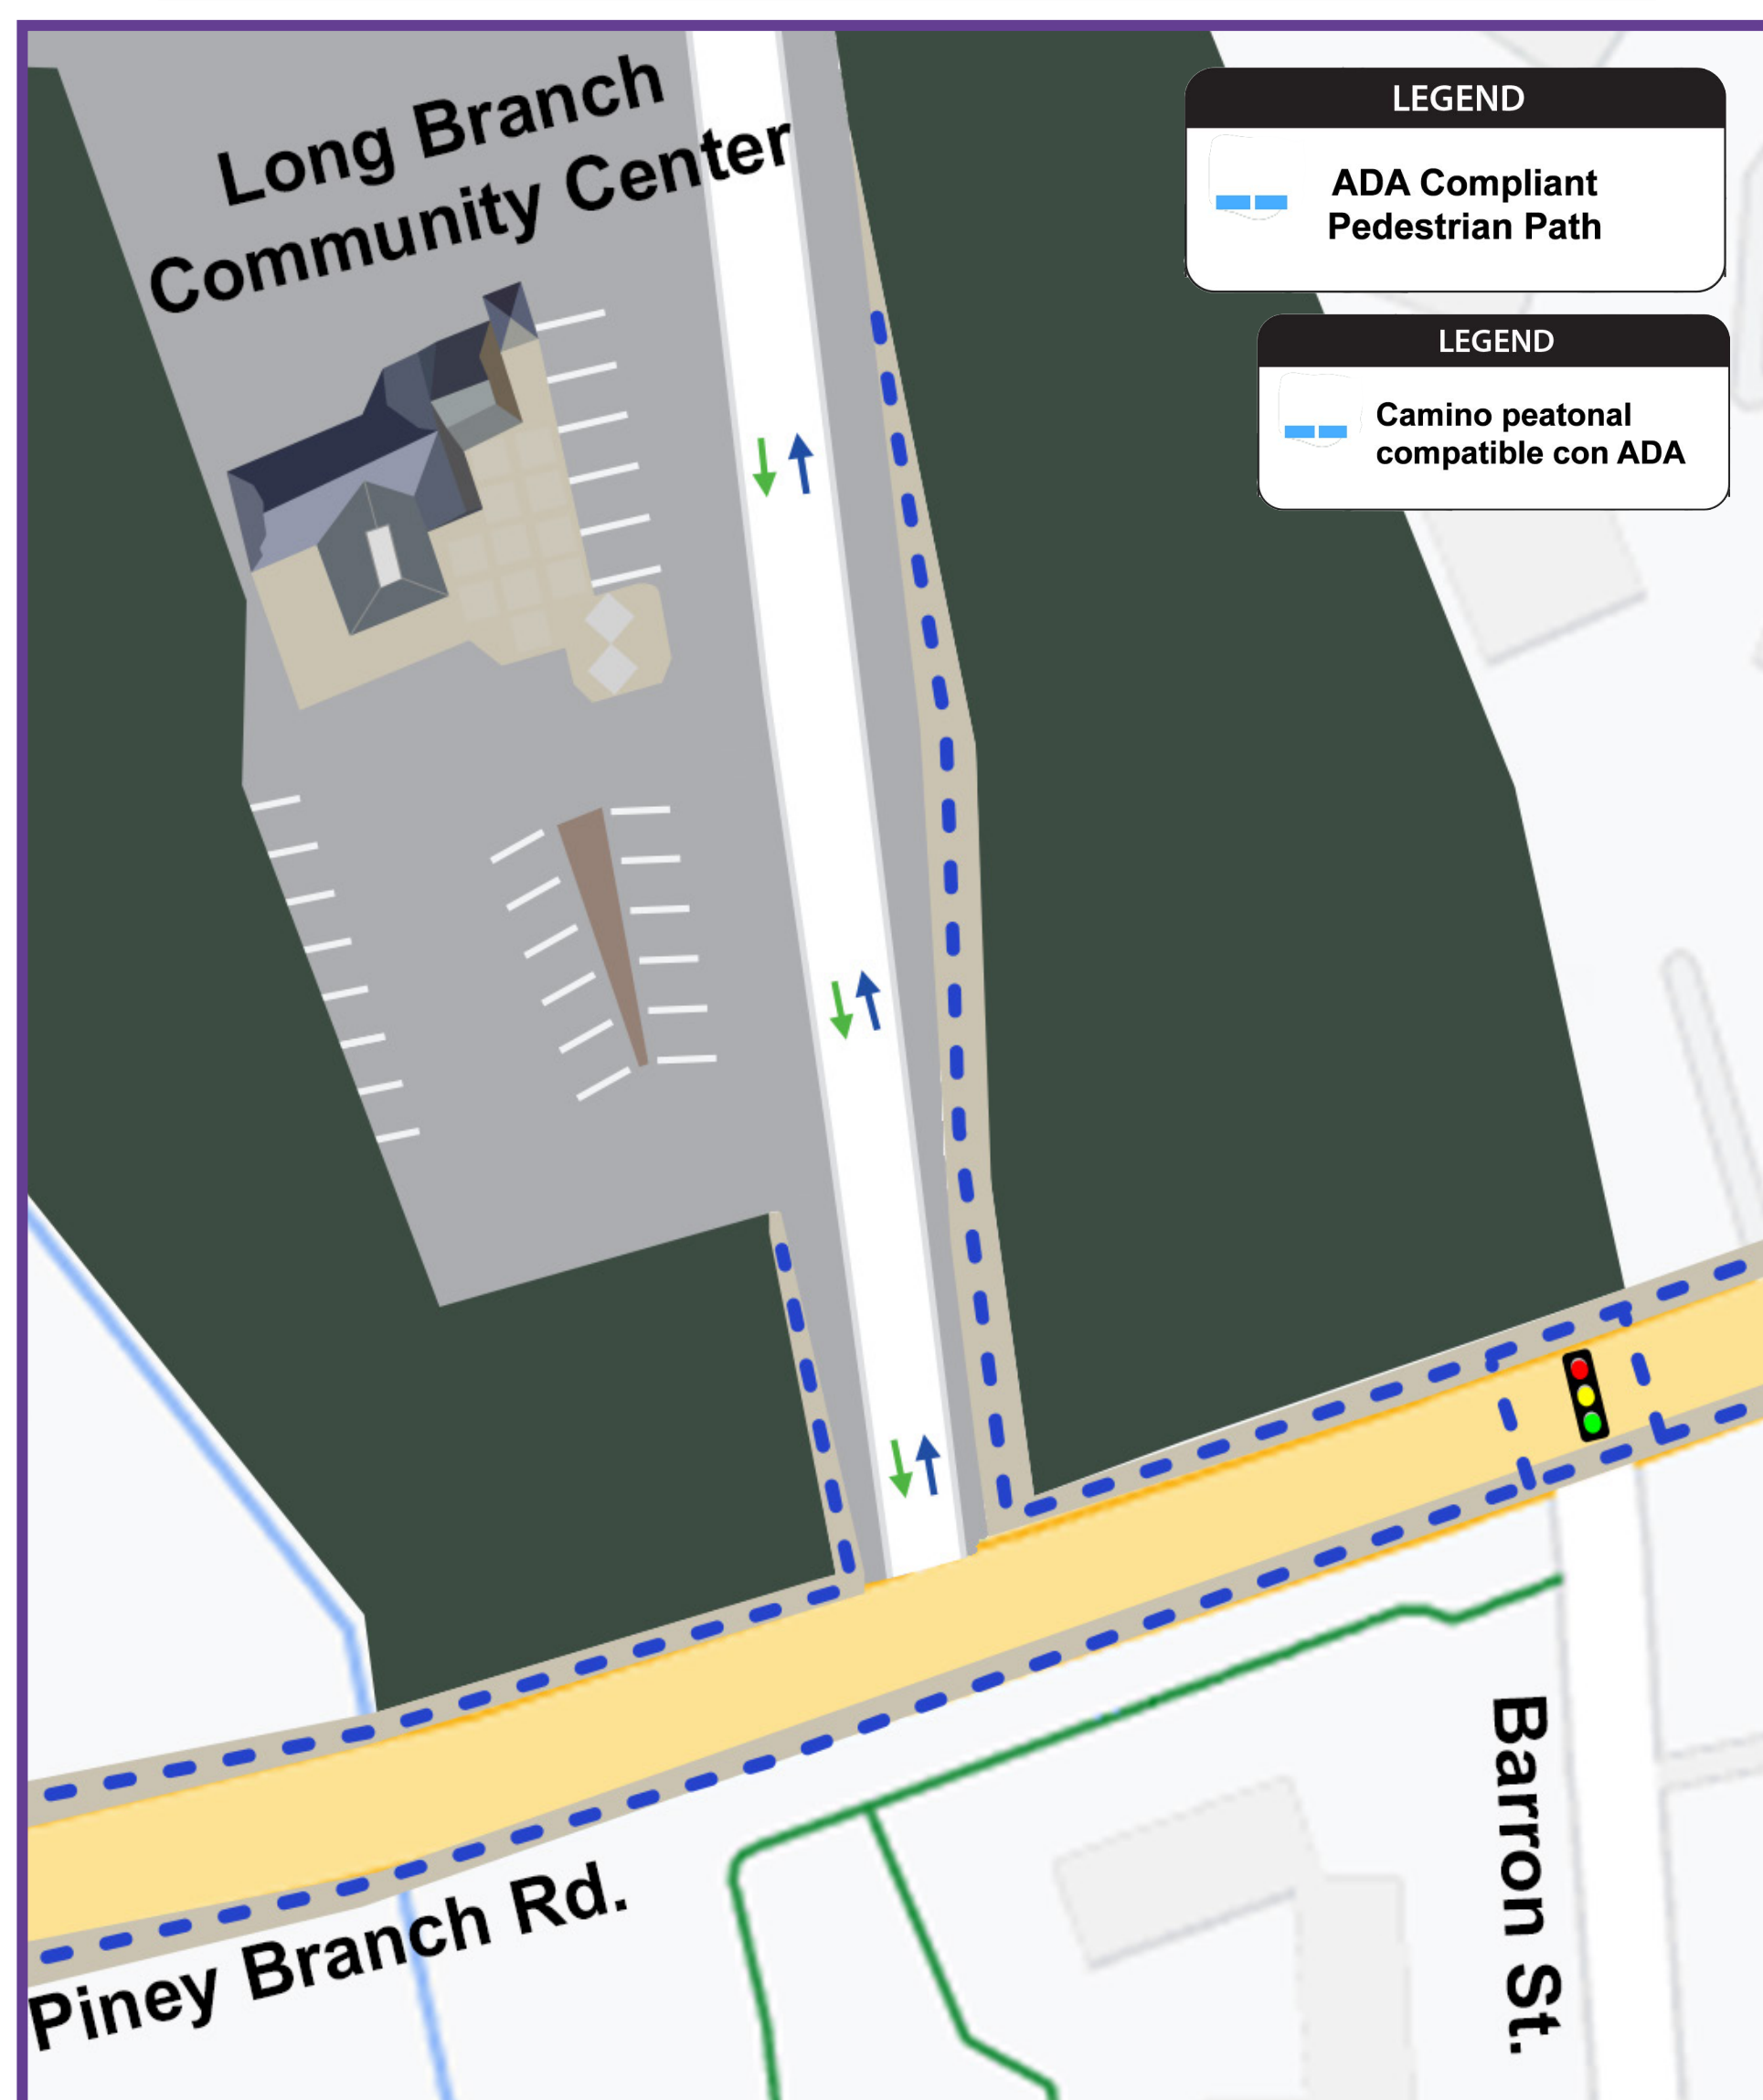 Long Branch
Community Center
LEGEND
ADA Compliant
Pedestrian Path
LEGEND
Camino peatonal
compatible con ADA
Piney Branch Rd.
Barron St.